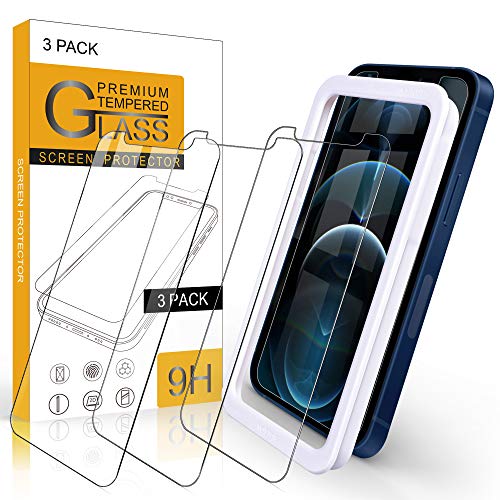 3 PACK
PREMIUM
TEMPERED
GLASS
SCREEN PROTECTOR
SCREEN PROTECTOR
3 PACK
9H